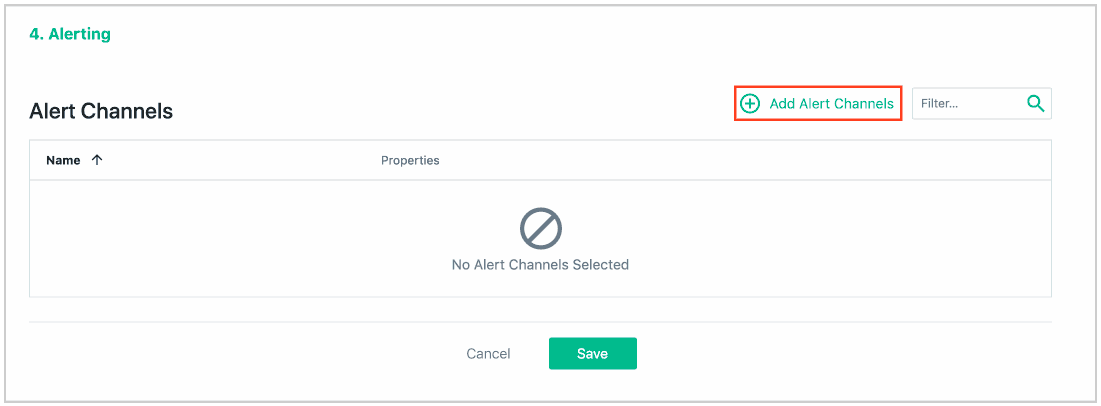 4. Alerting
Alert Channels
Add Alert Channels
Filter...
Name
Properties
No Alert Channels Selected
Cancel
Save